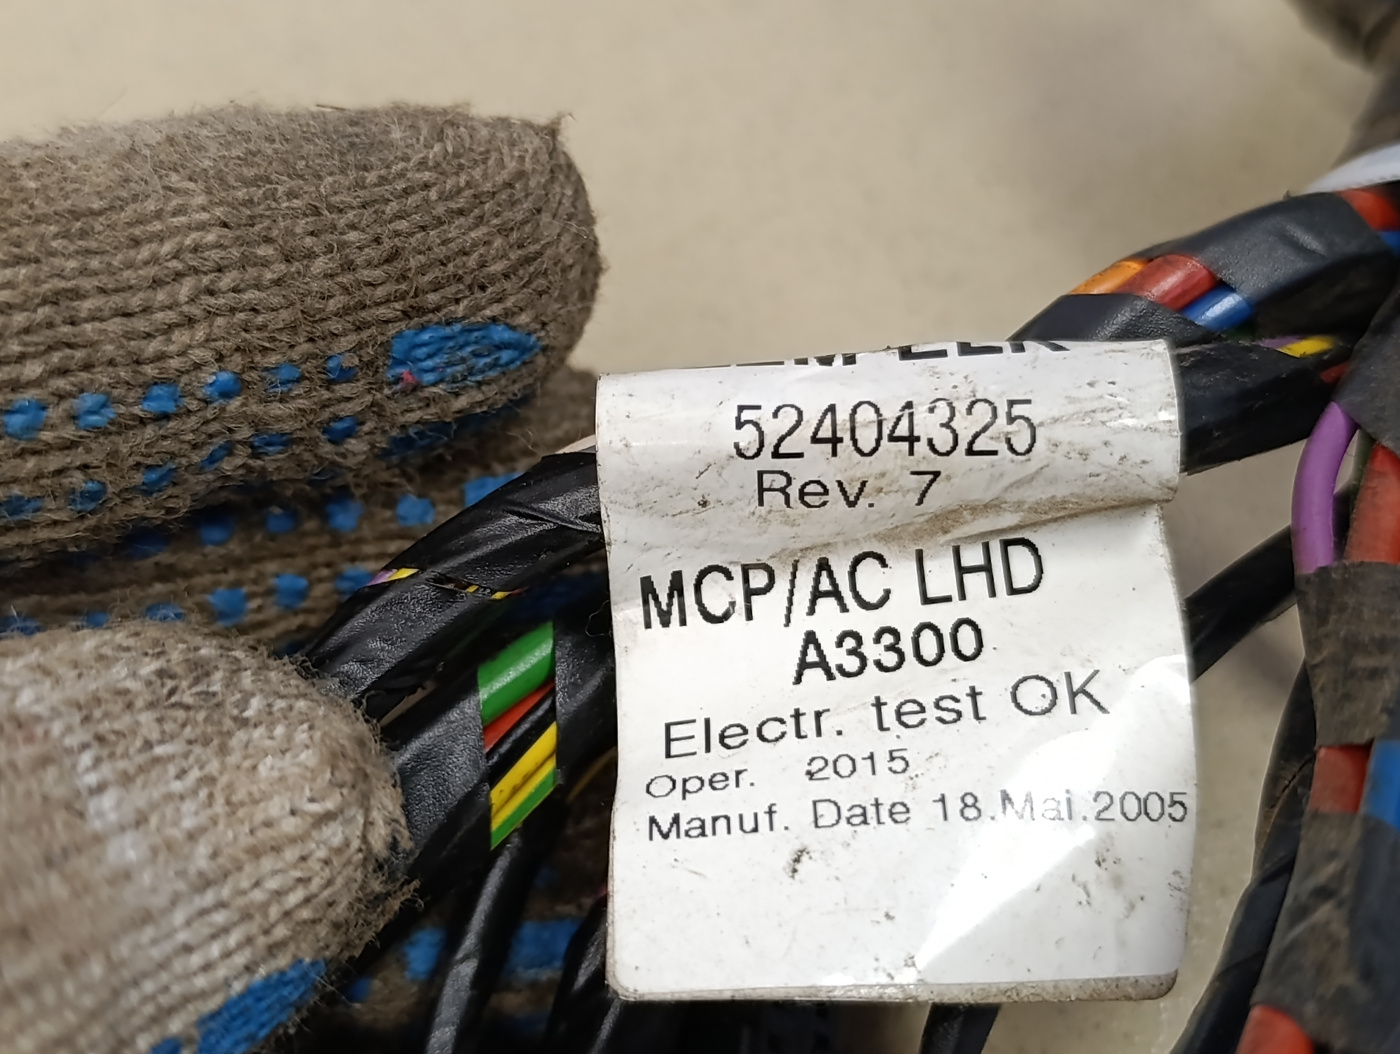 52404325
Rev. 7
MCP/AC LHD
A3300
Electr. test OK
Oper. 2015
Manuf. Date 18.Mai.2005